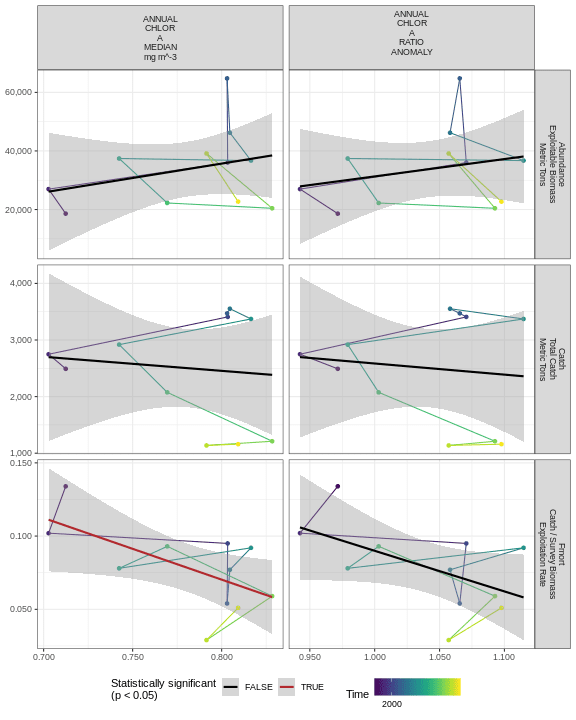 ANNUAL
CHLOR
A
MEDIAN
mg m^-3
ANNUAL
CHLOR
A
RATIO
ANOMALY
60,000
40,000
20,000
Abundance
Exploitable Biomass
Metric Tons
4,000
3,000
2,000
1,000
Catch
Total Catch
Metric Tons
0.150
0.100
0.050
Fmort
Catch / Survey Biomass
Exploitation Rate
0.700
0.750
0.800
0.950
1.000
1.050
1.100
Statistically significant
(p < 0.05)
FALSE
TRUE
Time
2000